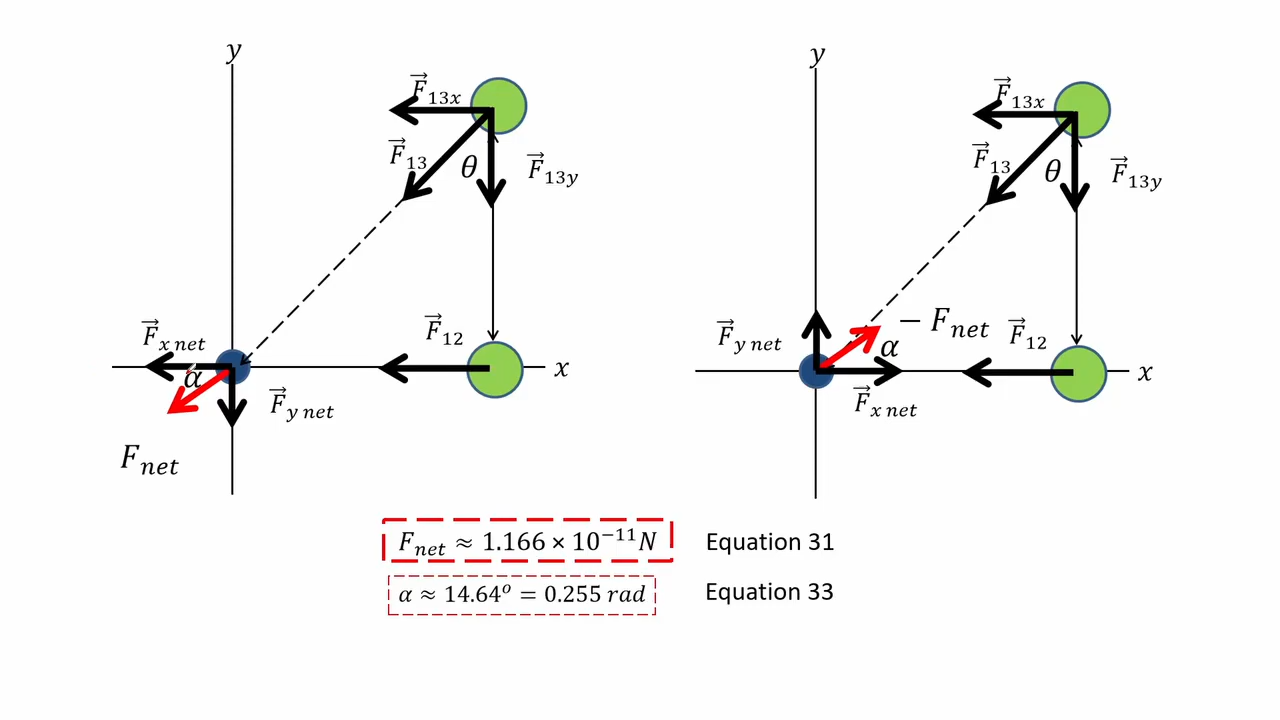 y
F⃗₁₃ₓ
F⃗₁₃
θ
F⃗₁₃y
F⃗x net
α
F⃗₁₂
x
F⃗y net
Fnet
y
F⃗₁₃ₓ
F⃗₁₃
θ
F⃗₁₃y
− Fnet
F⃗y net
α
F⃗₁₂
x
F⃗x net
Fnet ≈ 1.166 × 10⁻¹¹N Equation 31
α ≈ 14.64ᵒ = 0.255 rad Equation 33